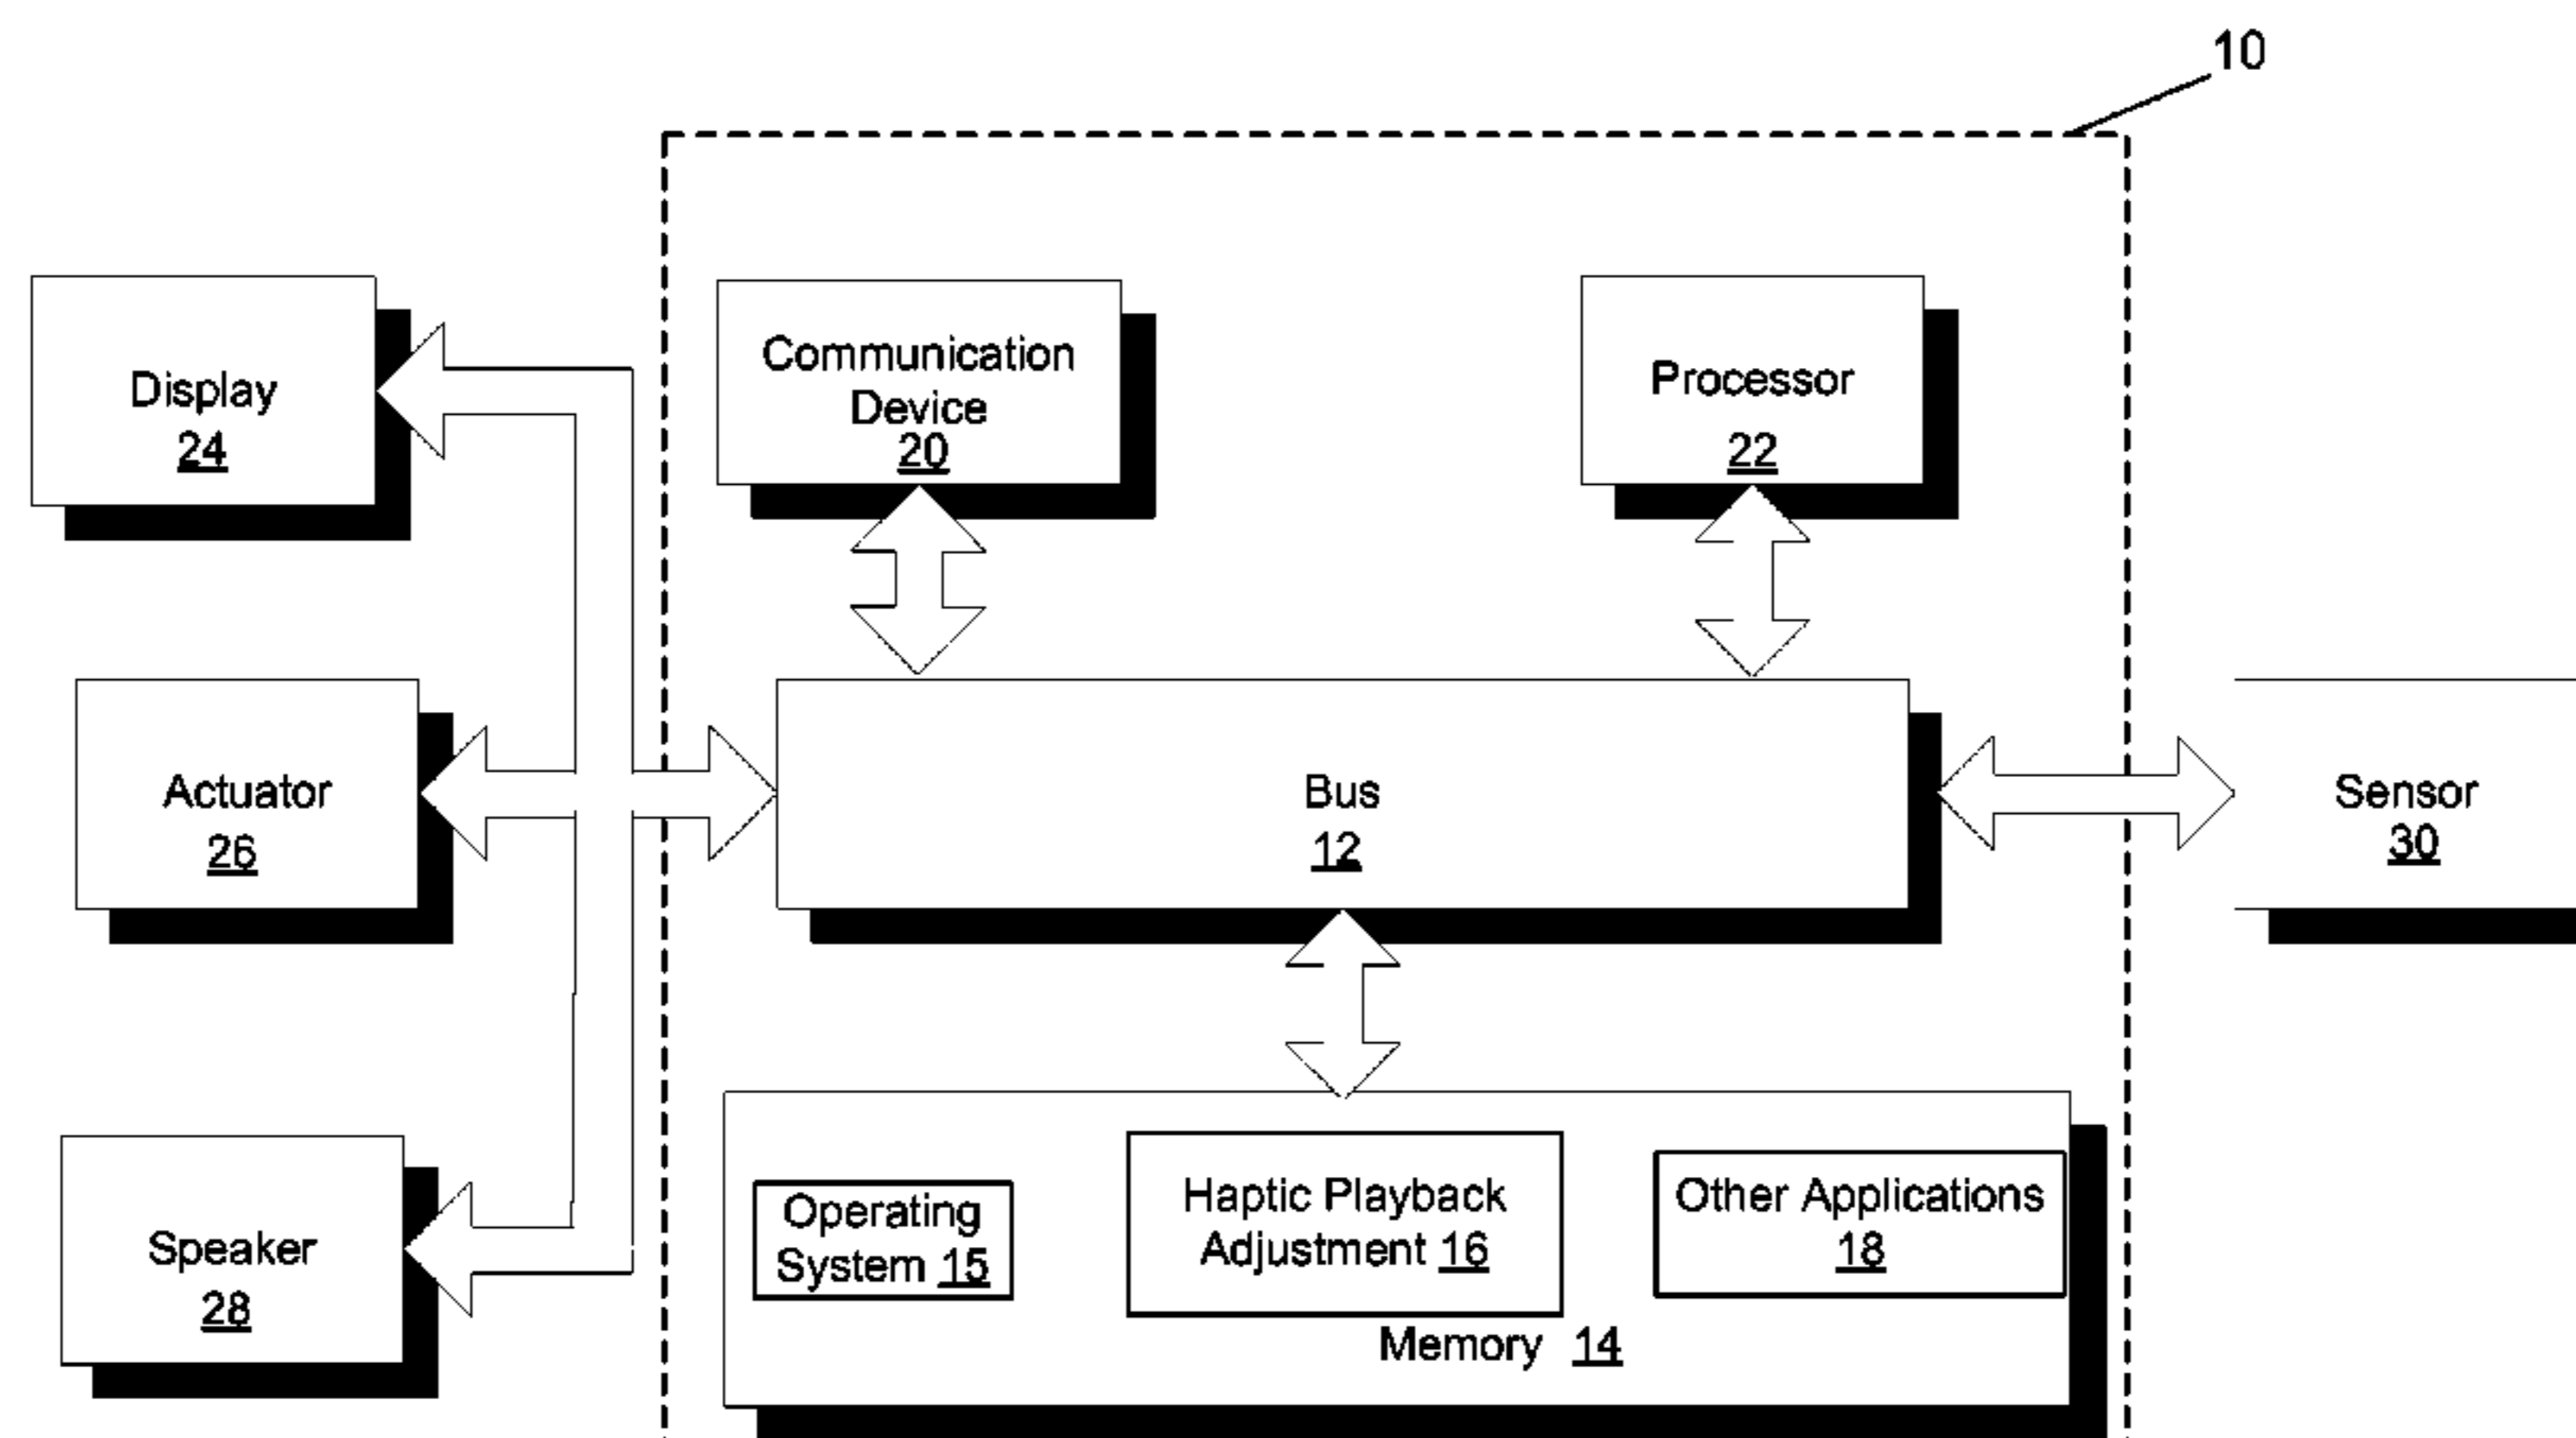 10
Display
24
Communication
Device
20
Processor
22
Actuator
26
Bus
12
Sensor
30
Speaker
28
Operating
System 15
Haptic Playback
Adjustment 16
Other Applications
18
Memory 14